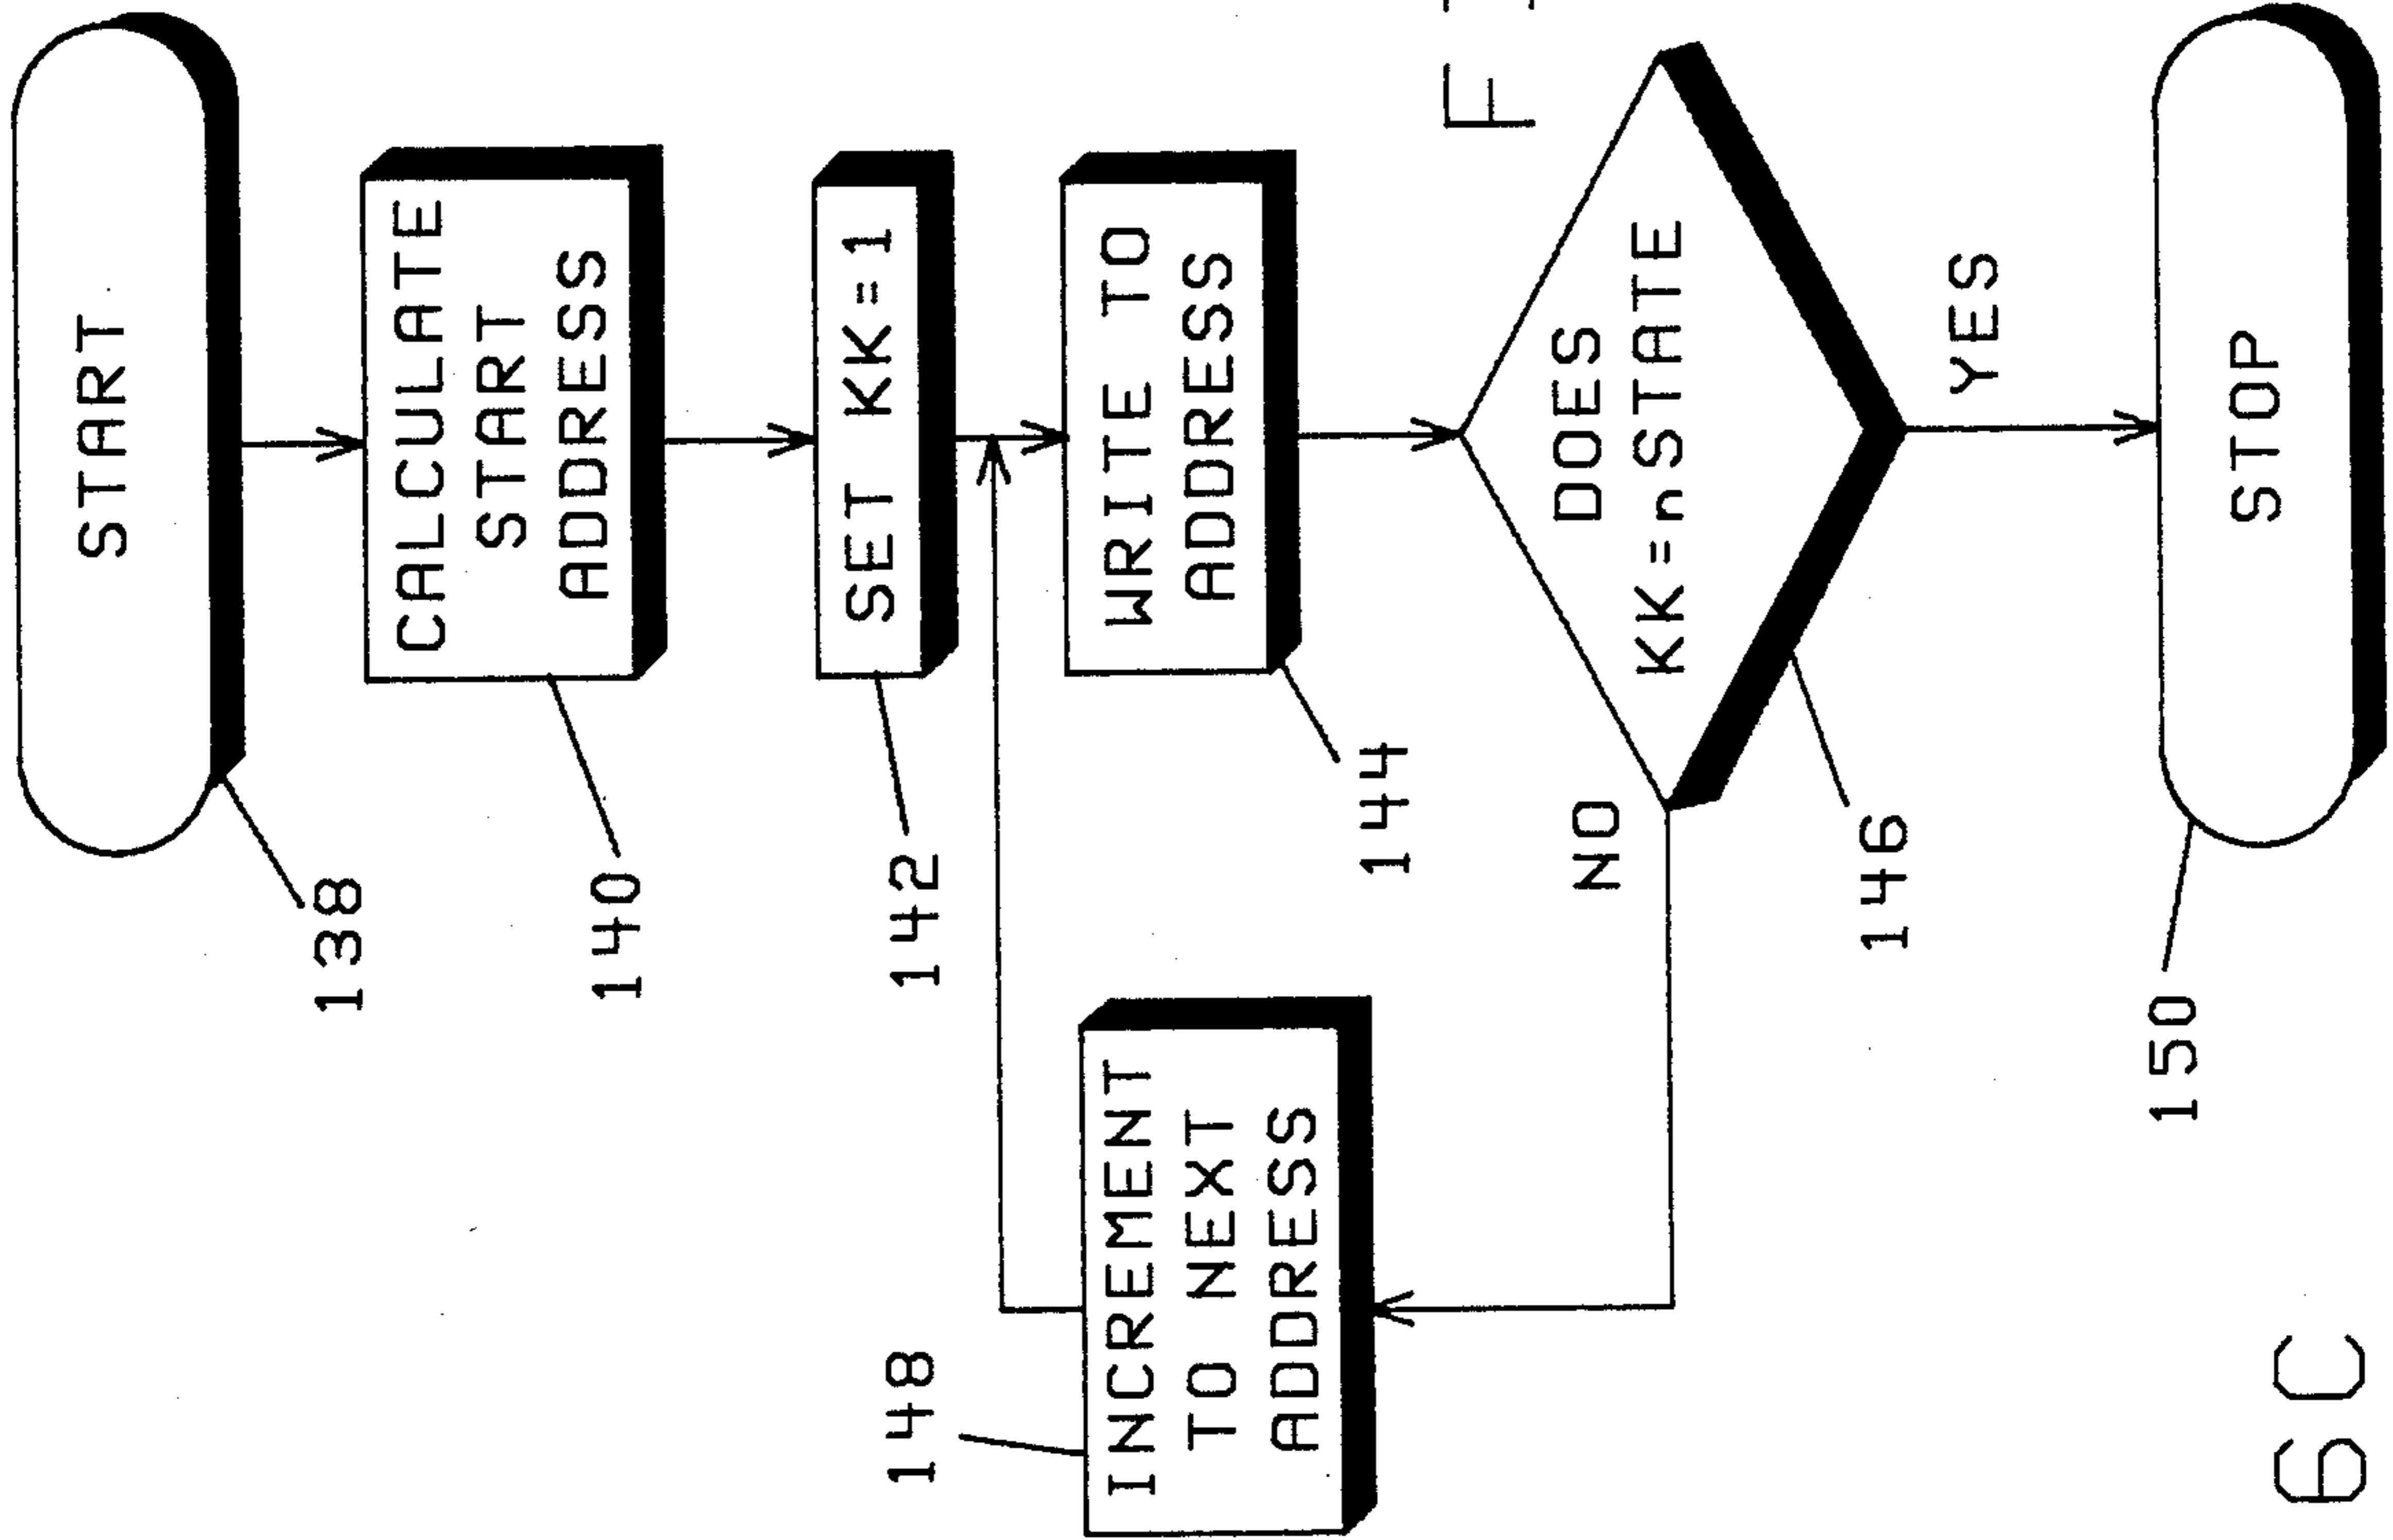 START
138
CALCULATE
START
ADDRESS
140
SET KK=1
142
148
INCREMENT
TO NEXT
ADDRESS
WRITE TO
ADDRESS
144
DOES
KK=nSTATE
NO
146
YES
STOP
150
6C
F